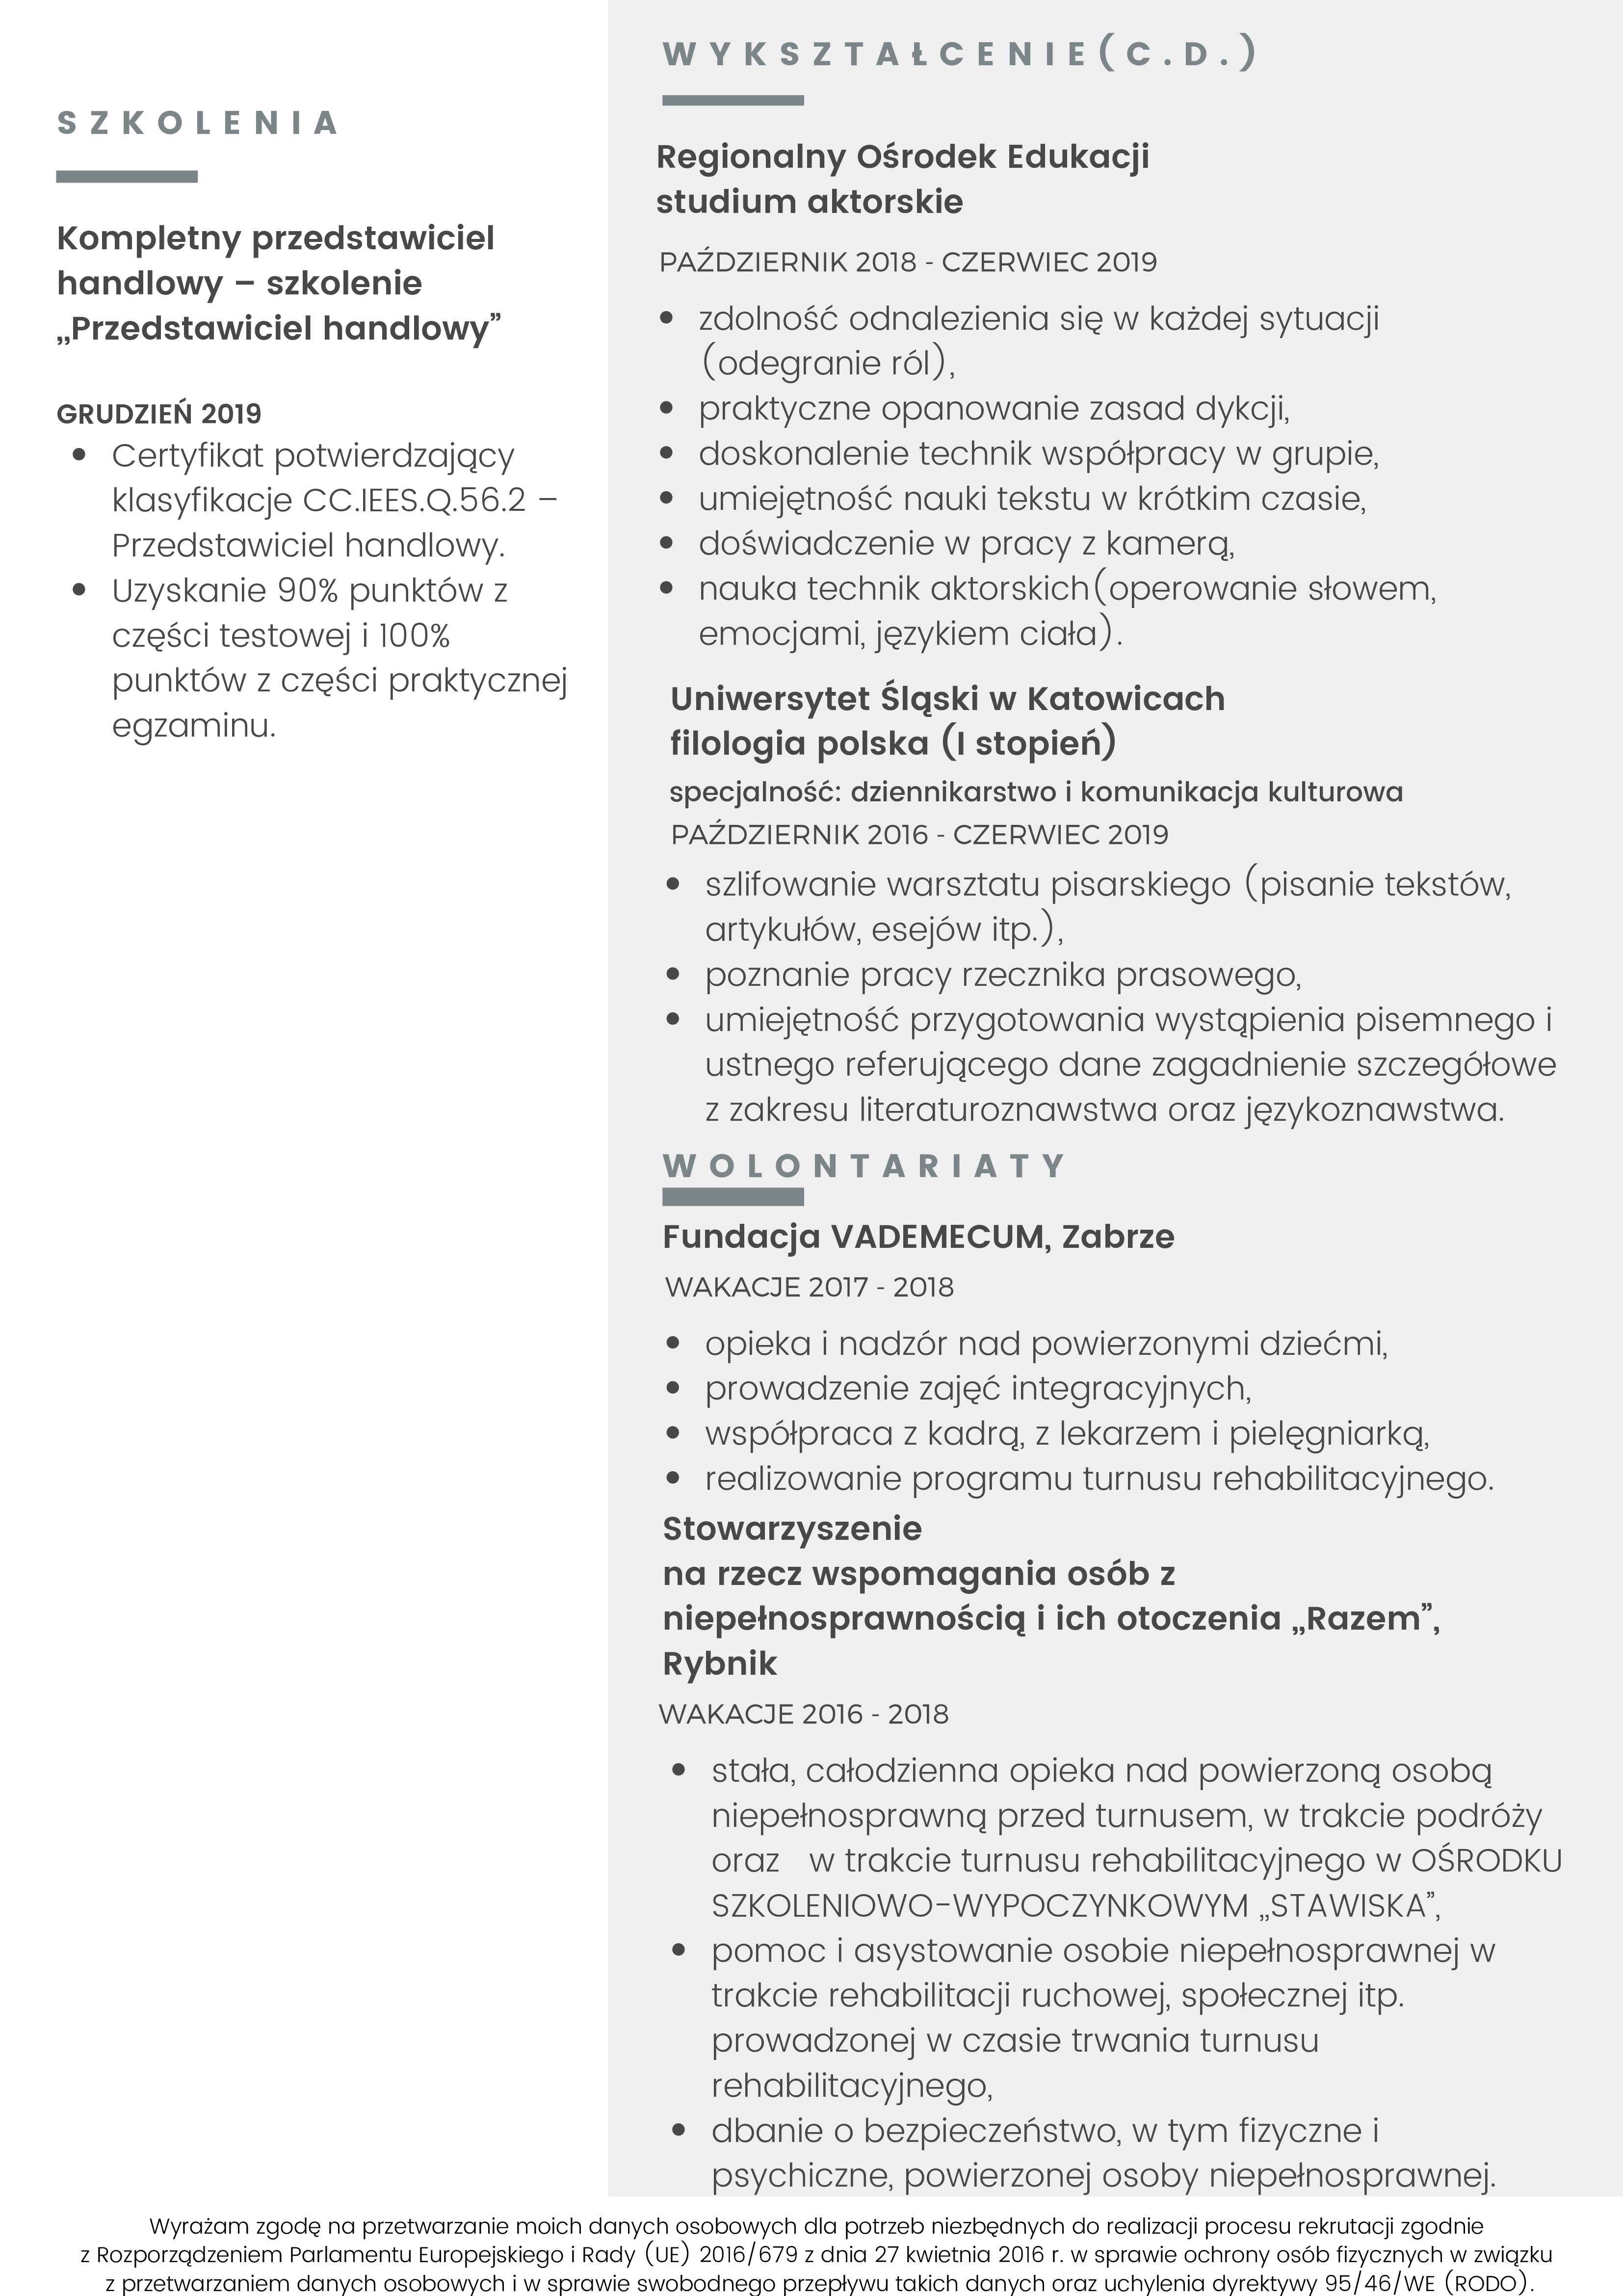 SZKOLENIA
Kompletny przedstawiciel
handlowy – szkolenie
„Przedstawiciel handlowy”
GRUDZIEŃ 2019
• Certyfikat potwierdzający
klasyfikacje CC.IEES.Q.56.2 –
Przedstawiciel handlowy.
• Uzyskanie 90% punktów z
części testowej i 100%
punktów z części praktycznej
egzaminu.
WYKSZTAŁCENIE(C.D.)
Regionalny Ośrodek Edukacji
studium aktorskie
PAŹDZIERNIK 2018 - CZERWIEC 2019
• zdolność odnalezienia się w każdej sytuacji
(odegranie ról),
• praktyczne opanowanie zasad dykcji,
• doskonalenie technik współpracy w grupie,
• umiejętność nauki tekstu w krótkim czasie,
• doświadczenie w pracy z kamerą,
• nauka technik aktorskich(operowanie słowem,
emocjami, językiem ciała).
Uniwersytet Śląski w Katowicach
filologia polska (I stopień)
specjalność: dziennikarstwo i komunikacja kulturowa
PAŹDZIERNIK 2016 - CZERWIEC 2019
• szlifowanie warsztatu pisarskiego (pisanie tekstów,
artykułów, esejów itp.),
• poznanie pracy rzecznika prasowego,
• umiejętność przygotowania wystąpienia pisemnego i
ustnego referującego dane zagadnienie szczegółowe
z zakresu literaturoznawstwa oraz językoznawstwa.
WOLONTARIATY
Fundacja VADEMECUM, Zabrze
WAKACJE 2017 - 2018
• opieka i nadzór nad powierzonymi dziećmi,
• prowadzenie zajęć integracyjnych,
• współpraca z kadrą, z lekarzem i pielęgniarką,
• realizowanie programu turnusu rehabilitacyjnego.
Stowarzyszenie
na rzecz wspomagania osób z
niepełnosprawnością i ich otoczenia „Razem”,
Rybnik
WAKACJE 2016 - 2018
• stała, całodzienna opieka nad powierzoną osobą
niepełnosprawną przed turnusem, w trakcie podróży
oraz w trakcie turnusu rehabilitacyjnego w OŚRODKU
SZKOLENIOWO-WYPOCZYNKOWYM „STAWISKA”,
• pomoc i asystowanie osobie niepełnosprawnej w
trakcie rehabilitacji ruchowej, społecznej itp.
prowadzonej w czasie trwania turnusu
rehabilitacyjnego,
• dbanie o bezpieczeństwo, w tym fizyczne i
psychiczne, powierzonej osoby niepełnosprawnej.
Wyrażam zgodę na przetwarzanie moich danych osobowych dla potrzeb niezbędnych do realizacji procesu rekrutacji zgodnie
z Rozporządzeniem Parlamentu Europejskiego i Rady (UE) 2016/679 z dnia 27 kwietnia 2016 r. w sprawie ochrony osób fizycznych w związku
z przetwarzaniem danych osobowych i w sprawie swobodnego przepływu takich danych oraz uchylenia dyrektywy 95/46/WE (RODO).